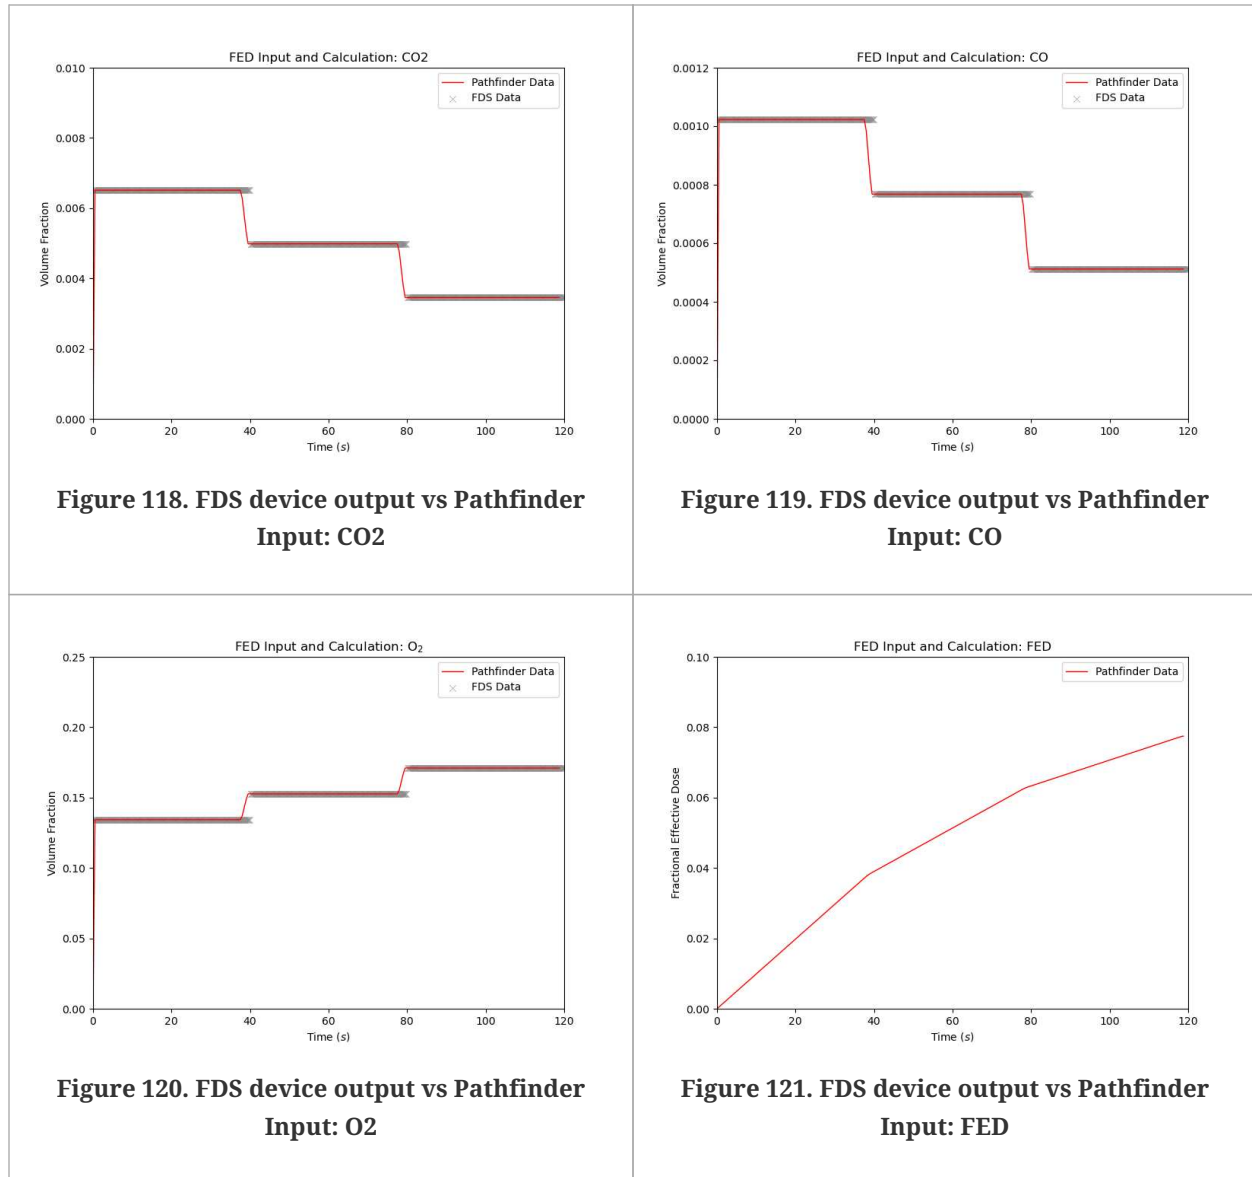 FED Input and Calculation: CO2
0.010
0.008
0.006
0.004
0.002
0.000
Volume Fraction
Pathfinder Data
FDS Data
0 20 40 60 80 100 120
Time (s)
Figure 118. FDS device output vs Pathfinder
Input: CO2
FED Input and Calculation: CO
0.0012
0.0010
0.0008
0.0006
0.0004
0.0002
0.0000
Volume Fraction
Pathfinder Data
FDS Data
0 20 40 60 80 100 120
Time (s)
Figure 119. FDS device output vs Pathfinder
Input: CO
FED Input and Calculation: O₂
0.25
0.20
0.15
0.10
0.05
0.00
Volume Fraction
Pathfinder Data
FDS Data
0 20 40 60 80 100 120
Time (s)
Figure 120. FDS device output vs Pathfinder
Input: O2
FED Input and Calculation: FED
0.10
0.08
0.06
0.04
0.02
0.00
Fractional Effective Dose
Pathfinder Data
0 20 40 60 80 100 120
Time (s)
Figure 121. FDS device output vs Pathfinder
Input: FED